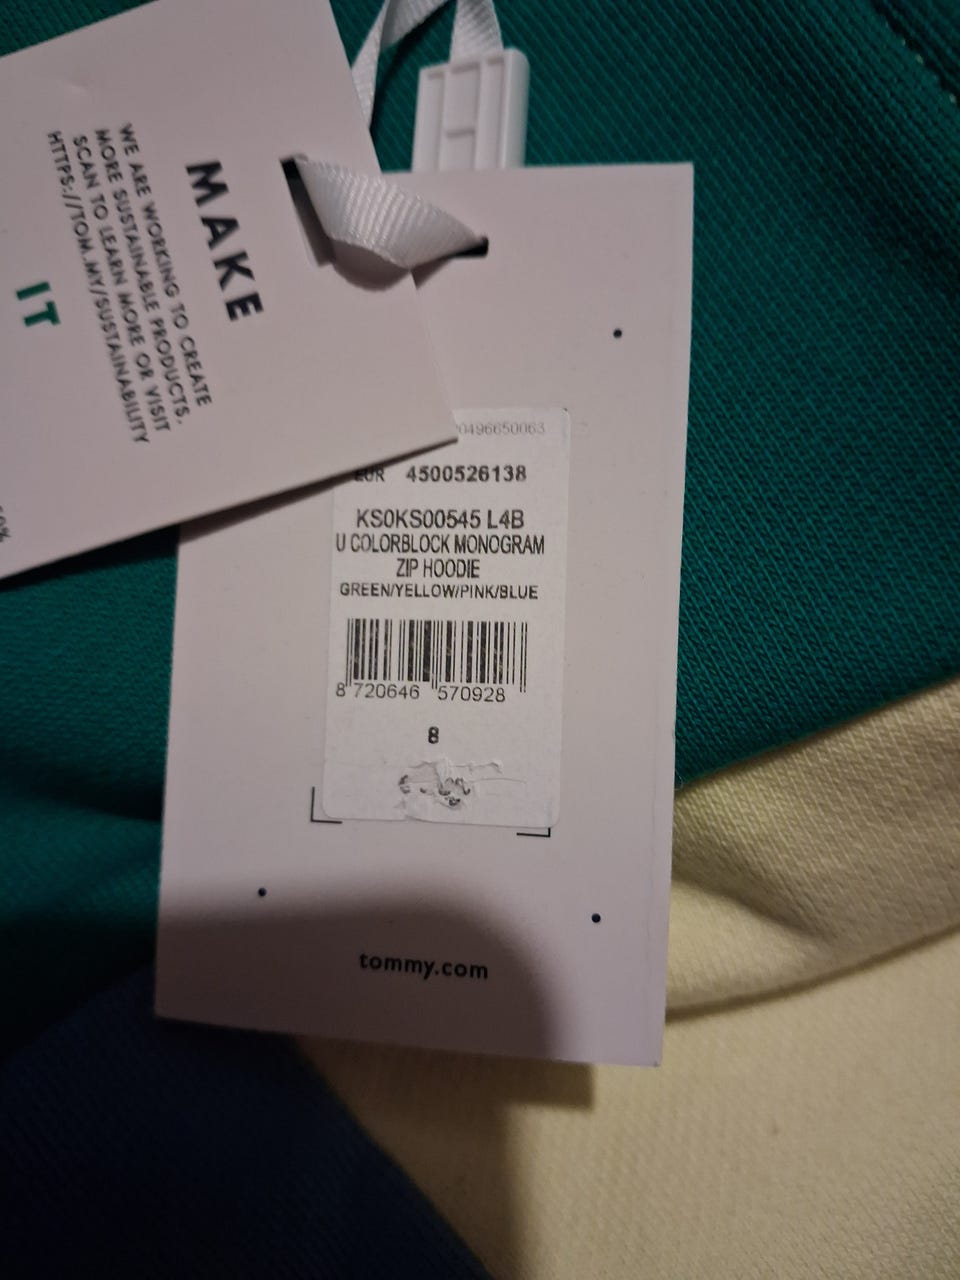 MAKE
IT
WE ARE WORKING TO CREATE
MORE SUSTAINABLE PRODUCTS.
SCAN TO LEARN MORE OR VISIT
HTTPS://TOM.MY/SUSTAINABILITY
0496650063
EUR 4500526138
KS0KS00545 L4B
U COLORBLOCK MONOGRAM
ZIP HOODIE
GREEN/YELLOW/PINK/BLUE
8 720646 570928
8
tommy.com